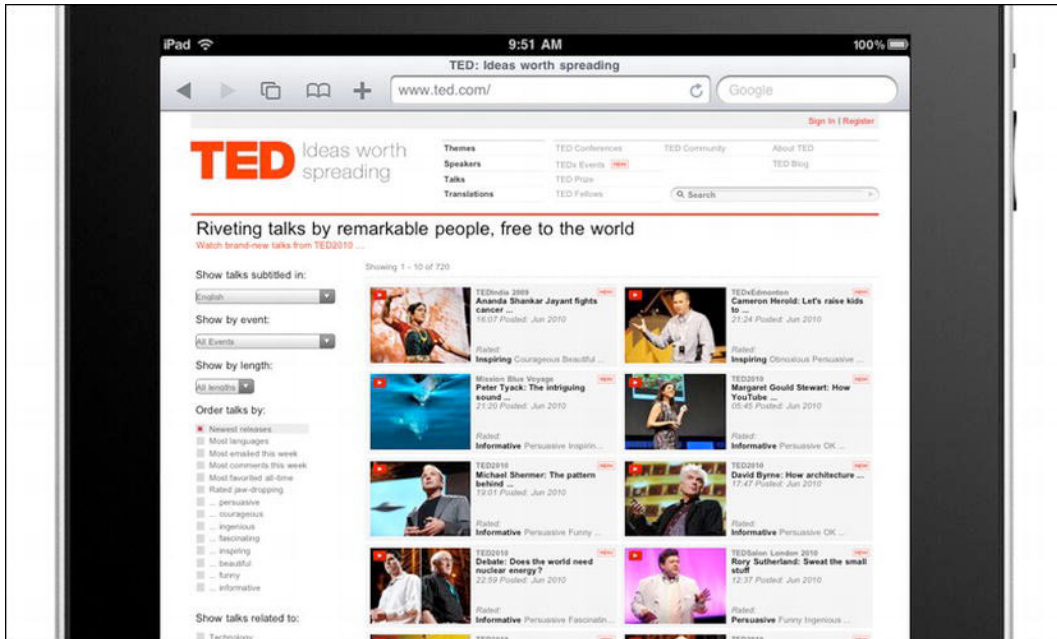 iPad 9:51 AM 100%
TED: Ideas worth spreading
www.ted.com/ Google
Sign In | Register
TED Ideas worth spreading
Themes TED Conferences TED Community About TED
Speakers TEDx Events NEW TED Blog
Talks TED Prize
Translations TED Fellows Search
Riveting talks by remarkable people, free to the world
Watch brand-new talks from TED2010 ...
Showing 1 - 10 of 720
Show talks subtitled in:
English
Show by event:
All Events
Show by length:
All lengths
Order talks by:
Newest releases
Most languages
Most emailed this week
Most comments this week
Most favorited all-time
Rated jaw-dropping
... persuasive
... courageous
... ingenious
... fascinating
... inspiring
... beautiful
... funny
... informative
Show talks related to:
Technology
TEDIndia 2009 NEW
Ananda Shankar Jayant fights
cancer ...
16:07 Posted: Jun 2010
Rated:
Inspiring Courageous Beautiful ...
TEDxEdmonton NEW
Cameron Herold: Let's raise kids
to ...
21:24 Posted: Jun 2010
Rated:
Inspiring Obnoxious Persuasive ...
Mission Blue Voyage NEW
Peter Tyack: The intriguing
sound ...
21:20 Posted: Jun 2010
Rated:
Informative Persuasive Inspirin...
TED2010 NEW
Margaret Gould Stewart: How
YouTube ...
05:45 Posted: Jun 2010
Rated:
Informative Persuasive OK ...
TED2010 NEW
Michael Shermer: The pattern
behind ...
19:01 Posted: Jun 2010
Rated:
Informative Persuasive Funny ...
TED2010 NEW
David Byrne: How architecture ...
17:47 Posted: Jun 2010
Rated:
Informative Persuasive OK ...
TED2010 NEW
Debate: Does the world need
nuclear energy?
22:59 Posted: Jun 2010
Rated:
Informative Persuasive Fascinatin...
TEDSalon London 2010 NEW
Rory Sutherland: Sweat the small
stuff
12:37 Posted: Jun 2010
Rated:
Persuasive Funny Ingenious ...
TED2010
TED2010